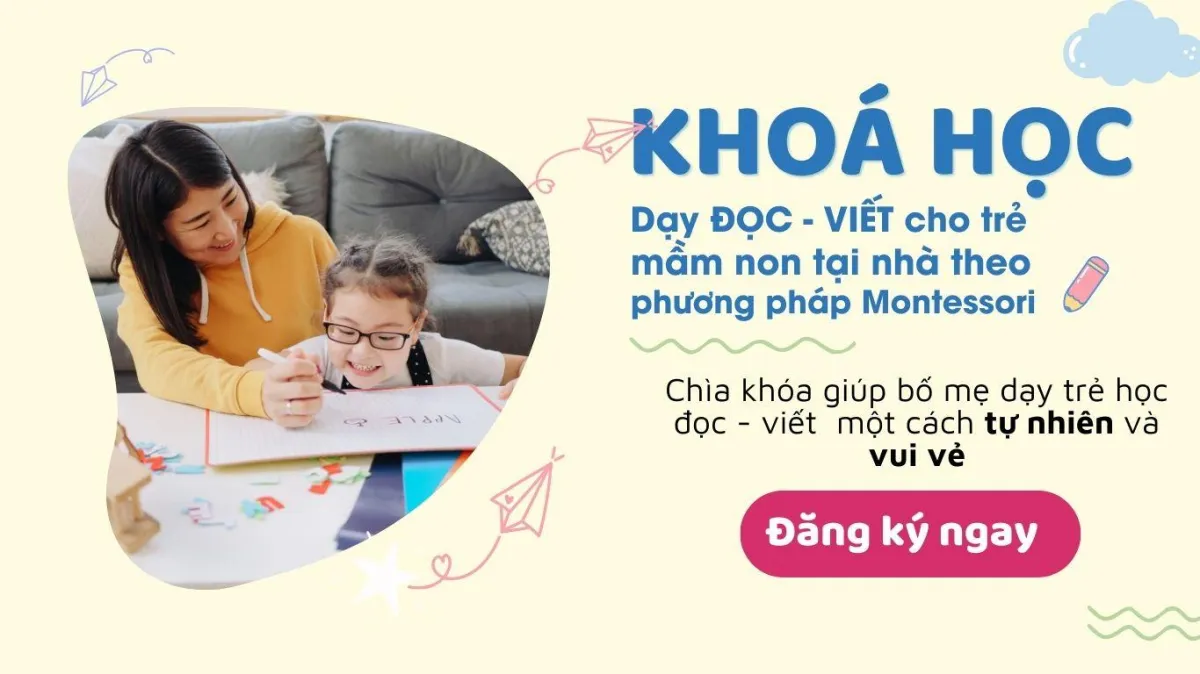 KHOÁ HỌC
Dạy ĐỌC - VIẾT cho trẻ
mầm non tại nhà theo
phương pháp Montessori
Chìa khóa giúp bố mẹ dạy trẻ học
đọc - viết một cách tự nhiên và
vui vẻ
Đăng ký ngay
APPLE